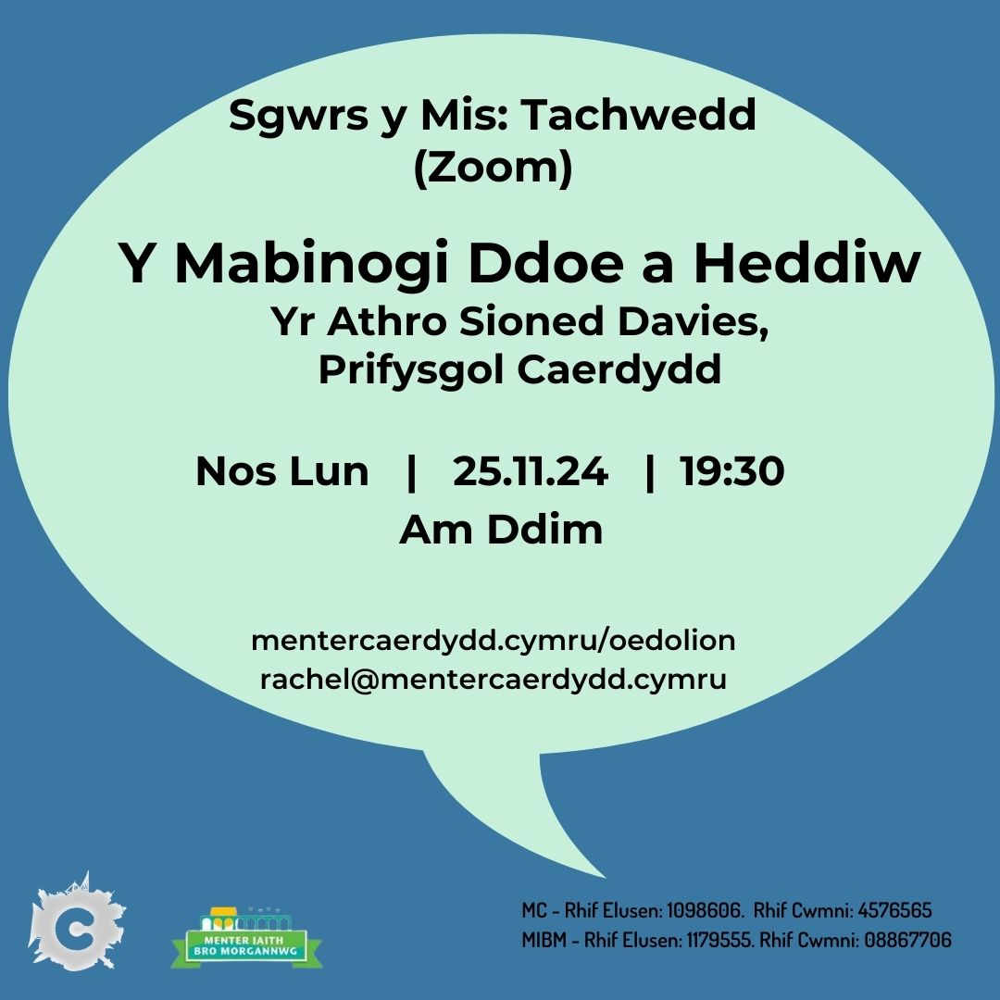 Sgwrs y Mis: Tachwedd
(Zoom)
Y Mabinogi Ddoe a Heddiw
Yr Athro Sioned Davies,
Prifysgol Caerdydd
Nos Lun | 25.11.24 | 19:30
Am Ddim
mentercaerdydd.cymru/oedolion
rachel@mentercaerdydd.cymru
C
MENTER IAITH
BRO MORGANNWG
MC - Rhif Elusen: 1098606. Rhif Cwmni: 4576565
MIBM - Rhif Elusen: 1179555. Rhif Cwmni: 08867706